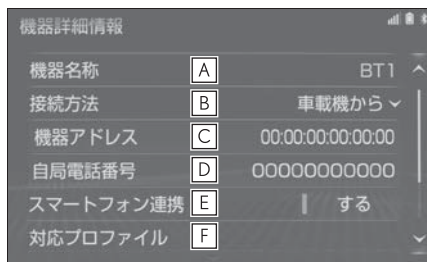 機器詳細情報
機器名称 A BT1
接続方法 B 車載機から
機器アドレス C 00:00:00:00:00:00
自局電話番号 D 00000000000
スマートフォン連携 E する
対応プロファイル F